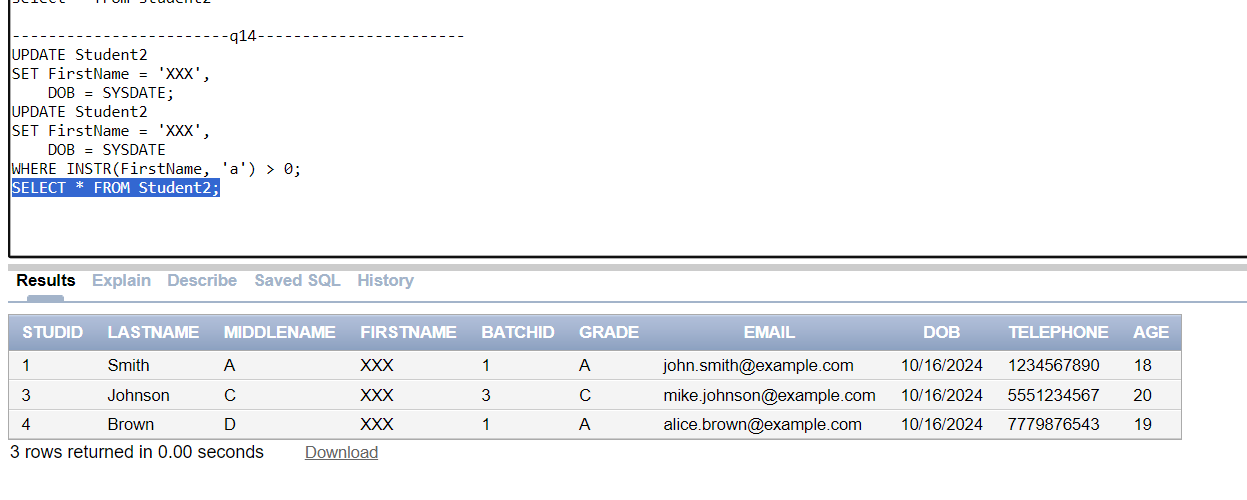 select * from Student2
------------------------q14-----------------------
UPDATE Student2
SET FirstName = 'XXX',
    DOB = SYSDATE;
UPDATE Student2
SET FirstName = 'XXX',
    DOB = SYSDATE
WHERE INSTR(FirstName, 'a') > 0;
SELECT * FROM Student2;
Results Explain Describe Saved SQL History
STUDID LASTNAME MIDDLENAME FIRSTNAME BATCHID GRADE EMAIL DOB TELEPHONE AGE
1 Smith A XXX 1 A john.smith@example.com 10/16/2024 1234567890 18
3 Johnson C XXX 3 C mike.johnson@example.com 10/16/2024 5551234567 20
4 Brown D XXX 1 A alice.brown@example.com 10/16/2024 7779876543 19
3 rows returned in 0.00 seconds Download